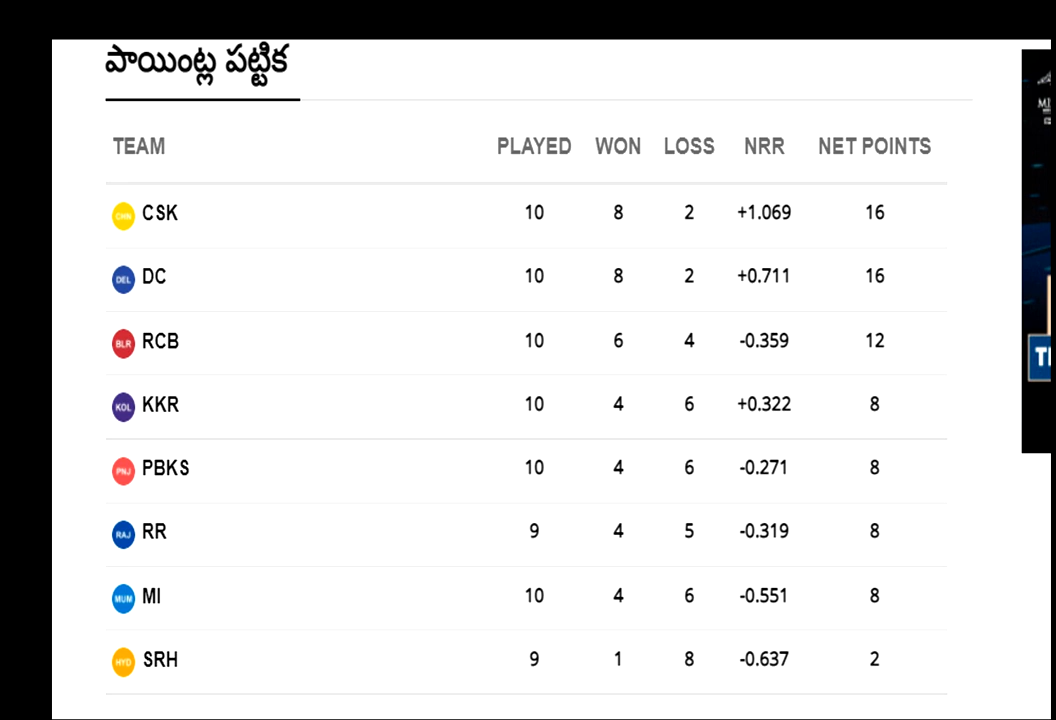 పాయింట్ల పట్టిక
TEAM PLAYED WON LOSS NRR NET POINTS
CHN CSK 10 8 2 +1.069 16
DEL DC 10 8 2 +0.711 16
BLR RCB 10 6 4 -0.359 12
KOL KKR 10 4 6 +0.322 8
PNJ PBKS 10 4 6 -0.271 8
RAJ RR 9 4 5 -0.319 8
MUM MI 10 4 6 -0.551 8
HYD SRH 9 1 8 -0.637 2